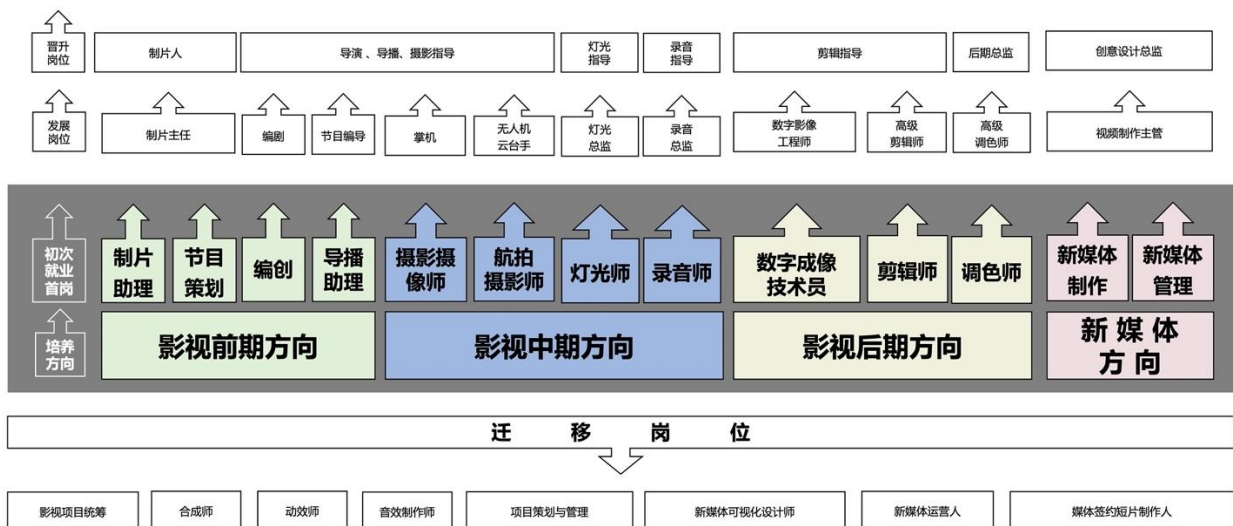 晋升
岗位
制片人
导演 、导播、摄影指导
灯光
指导
录音
指导
剪辑指导
后期总监
创意设计总监
发展
岗位
制片主任
编剧
节目编导
掌机
无人机
云台手
灯光
总监
录音
总监
数字影像
工程师
高级
剪辑师
高级
调色师
视频制作主管
初次
就业
首岗
制片
助理
节目
策划
编创
导播
助理
摄影摄
像师
航拍
摄影师
灯光师
录音师
数字成像
技术员
剪辑师
调色师
新媒体
制作
新媒体
管理
培养
方向
影视前期方向
影视中期方向
影视后期方向
新 媒 体
方 向
迁 移 岗 位
影视项目统筹
合成师
动效师
音效制作师
项目策划与管理
新媒体可视化设计师
新媒体运营人
媒体签约短片制作人